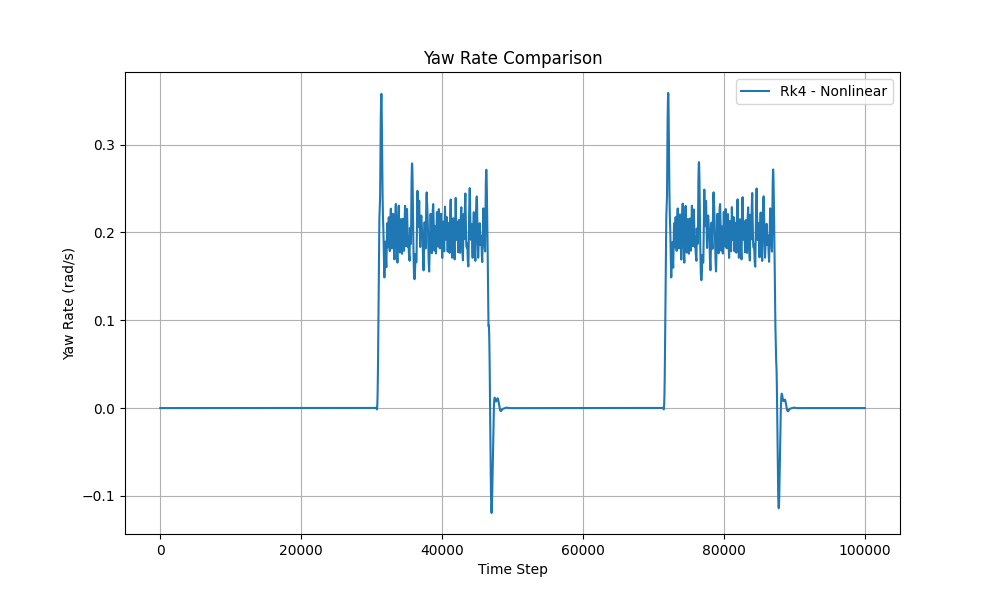 Yaw Rate Comparison
Rk4 - Nonlinear
Yaw Rate (rad/s)
0.3
0.2
0.1
0.0
−0.1
0 20000 40000 60000 80000 100000
Time Step